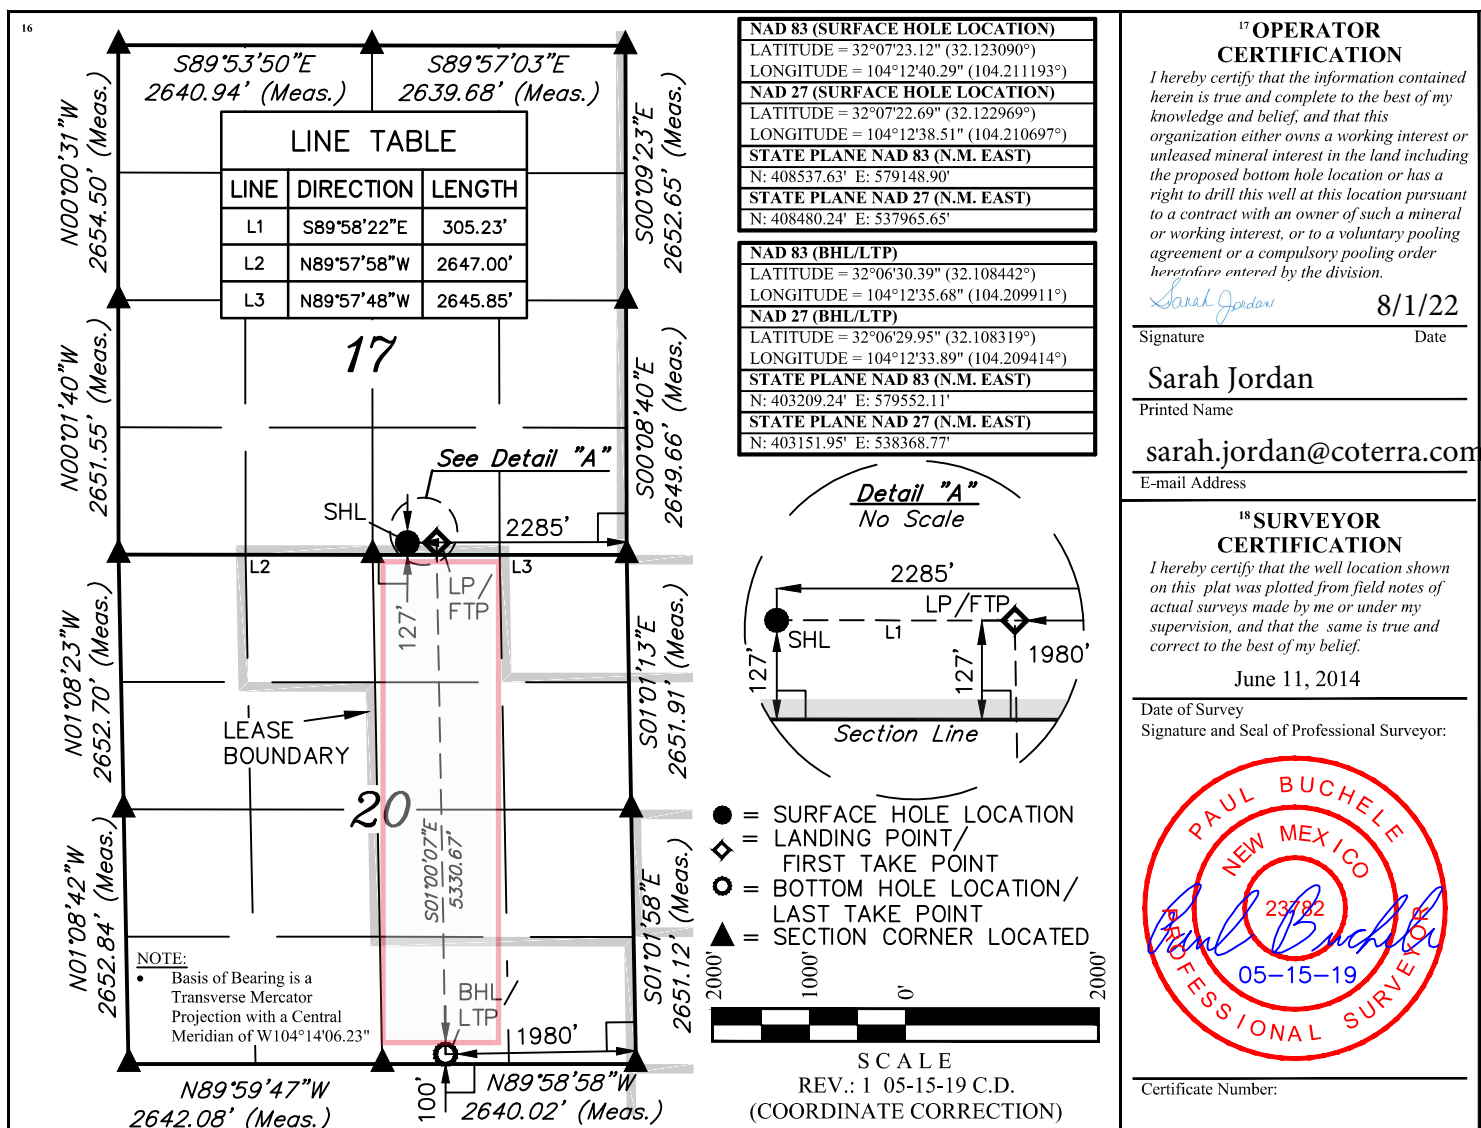 16
S89°53'50"E
2640.94' (Meas.)
S89°57'03"E
2639.68' (Meas.)
N00°00'31"W
2654.50' (Meas.)
S00°09'23"E
2652.65' (Meas.)
LINE TABLE
LINE DIRECTION LENGTH
L1 S89°58'22"E 305.23'
L2 N89°57'58"W 2647.00'
L3 N89°57'48"W 2645.85'
17
N00°01'40"W
2651.55' (Meas.)
S00°08'40"E
2649.66' (Meas.)
See Detail "A"
SHL
2285'
L2
L3
LP/
FTP
127'
N01°08'23"W
2652.70' (Meas.)
S01°01'13"E
2651.91' (Meas.)
LEASE
BOUNDARY
20
S01°00'07"E
5330.67'
N01°08'42"W
2652.84' (Meas.)
S01°01'58"E
2651.12' (Meas.)
NOTE:
• Basis of Bearing is a
Transverse Mercator
Projection with a Central
Meridian of W104°14'06.23"
BHL/
LTP
1980'
100'
N89°59'47"W
2642.08' (Meas.)
N89°58'58"W
2640.02' (Meas.)
NAD 83 (SURFACE HOLE LOCATION)
LATITUDE = 32°07'23.12" (32.123090°)
LONGITUDE = 104°12'40.29" (104.211193°)
NAD 27 (SURFACE HOLE LOCATION)
LATITUDE = 32°07'22.69" (32.122969°)
LONGITUDE = 104°12'38.51" (104.210697°)
STATE PLANE NAD 83 (N.M. EAST)
N: 408537.63' E: 579148.90'
STATE PLANE NAD 27 (N.M. EAST)
N: 408480.24' E: 537965.65'
NAD 83 (BHL/LTP)
LATITUDE = 32°06'30.39" (32.108442°)
LONGITUDE = 104°12'35.68" (104.209911°)
NAD 27 (BHL/LTP)
LATITUDE = 32°06'29.95" (32.108319°)
LONGITUDE = 104°12'33.89" (104.209414°)
STATE PLANE NAD 83 (N.M. EAST)
N: 403209.24' E: 579552.11'
STATE PLANE NAD 27 (N.M. EAST)
N: 403151.95' E: 538368.77'
Detail "A"
No Scale
2285'
LP/FTP
SHL
L1
1980'
127'
127'
Section Line
= SURFACE HOLE LOCATION
= LANDING POINT/
FIRST TAKE POINT
= BOTTOM HOLE LOCATION/
LAST TAKE POINT
= SECTION CORNER LOCATED
2000' 1000' 0' 2000'
SCALE
REV.: 1 05-15-19 C.D.
(COORDINATE CORRECTION)
17 OPERATOR
CERTIFICATION
I hereby certify that the information contained
herein is true and complete to the best of my
knowledge and belief, and that this
organization either owns a working interest or
unleased mineral interest in the land including
the proposed bottom hole location or has a
right to drill this well at this location pursuant
to a contract with an owner of such a mineral
or working interest, or to a voluntary pooling
agreement or a compulsory pooling order
heretofore entered by the division.
Sarah Jordan 8/1/22
Signature Date
Sarah Jordan
Printed Name
sarah.jordan@coterra.com
E-mail Address
18 SURVEYOR
CERTIFICATION
I hereby certify that the well location shown
on this plat was plotted from field notes of
actual surveys made by me or under my
supervision, and that the same is true and
correct to the best of my belief.
June 11, 2014
Date of Survey
Signature and Seal of Professional Surveyor:
PAUL BUCHELE
NEW MEXICO
23782
Paul Buchele
05-15-19
PROFESSIONAL SURVEYOR
Certificate Number: